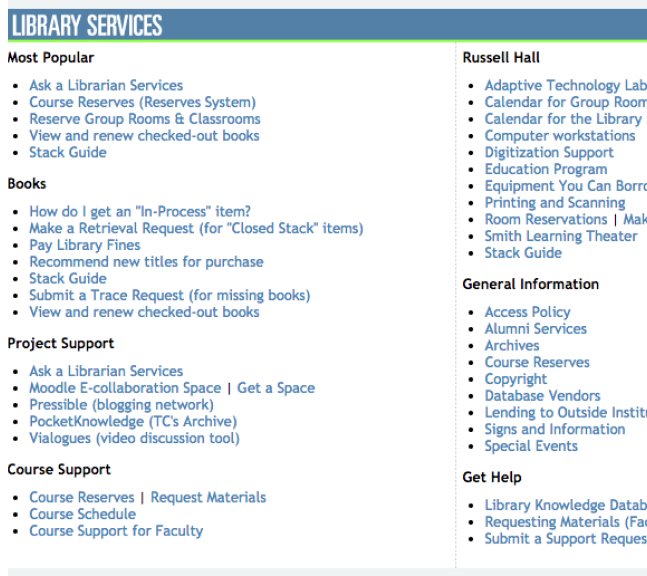 LIBRARY SERVICES
Most Popular
Ask a Librarian Services
Course Reserves (Reserves System)
Reserve Group Rooms & Classrooms
View and renew checked-out books
Stack Guide
Books
How do I get an "In-Process" item?
Make a Retrieval Request (for "Closed Stack" items)
Pay Library Fines
Recommend new titles for purchase
Stack Guide
Submit a Trace Request (for missing books)
View and renew checked-out books
Project Support
Ask a Librarian Services
Moodle E-collaboration Space | Get a Space
Pressible (blogging network)
PocketKnowledge (TC's Archive)
Vialogues (video discussion tool)
Course Support
Course Reserves | Request Materials
Course Schedule
Course Support for Faculty
Russell Hall
Adaptive Technology Lab
Calendar for Group Room
Calendar for the Library
Computer workstations
Digitization Support
Education Program
Equipment You Can Borro
Printing and Scanning
Room Reservations | Mak
Smith Learning Theater
Stack Guide
General Information
Access Policy
Alumni Services
Archives
Course Reserves
Copyright
Database Vendors
Lending to Outside Institu
Signs and Information
Special Events
Get Help
Library Knowledge Datab
Requesting Materials (Fac
Submit a Support Reques